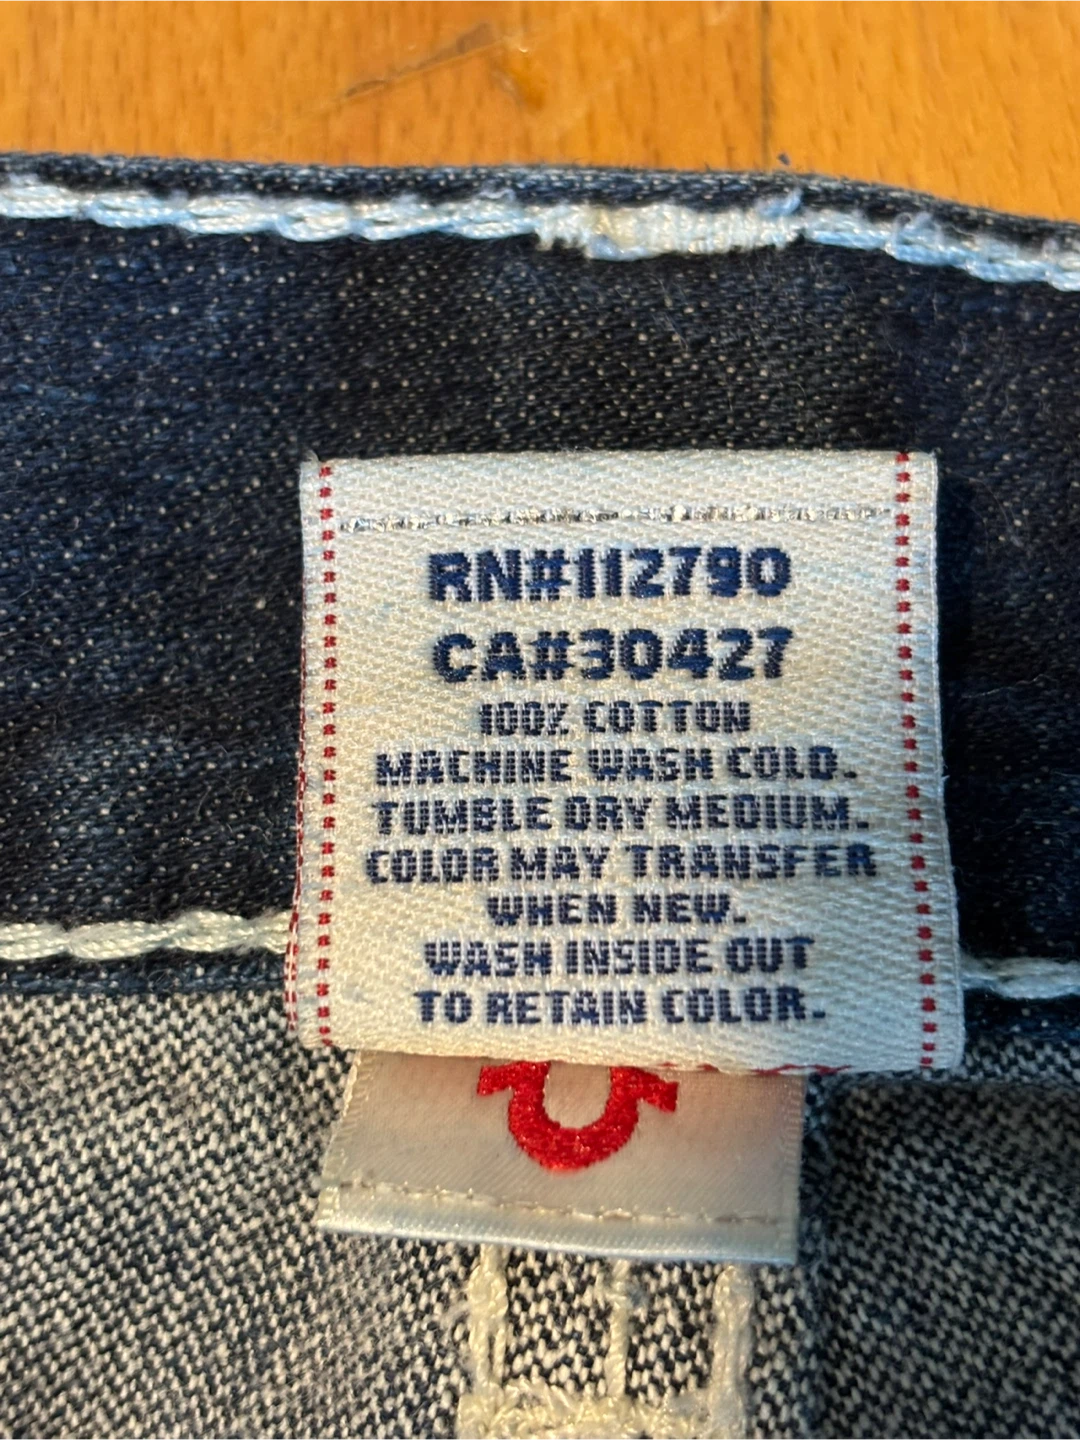 RN#112790
CA#30427
100% COTTON
MACHINE WASH COLD.
TUMBLE DRY MEDIUM.
COLOR MAY TRANSFER
WHEN NEW.
WASH INSIDE OUT
TO RETAIN COLOR.